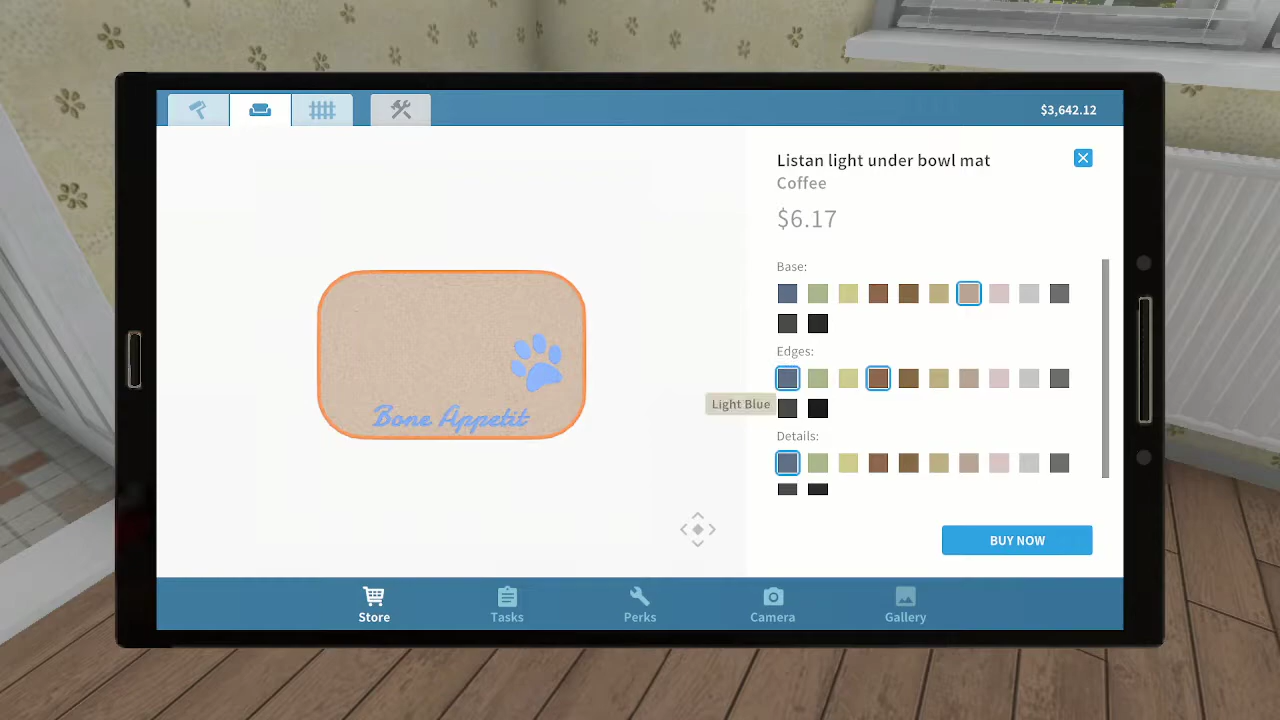 $3,642.12
Listan light under bowl mat
Coffee
$6.17
Base:
Edges:
Light Blue
Details:
Bone Appetit
BUY NOW
Store
Tasks
Perks
Camera
Gallery